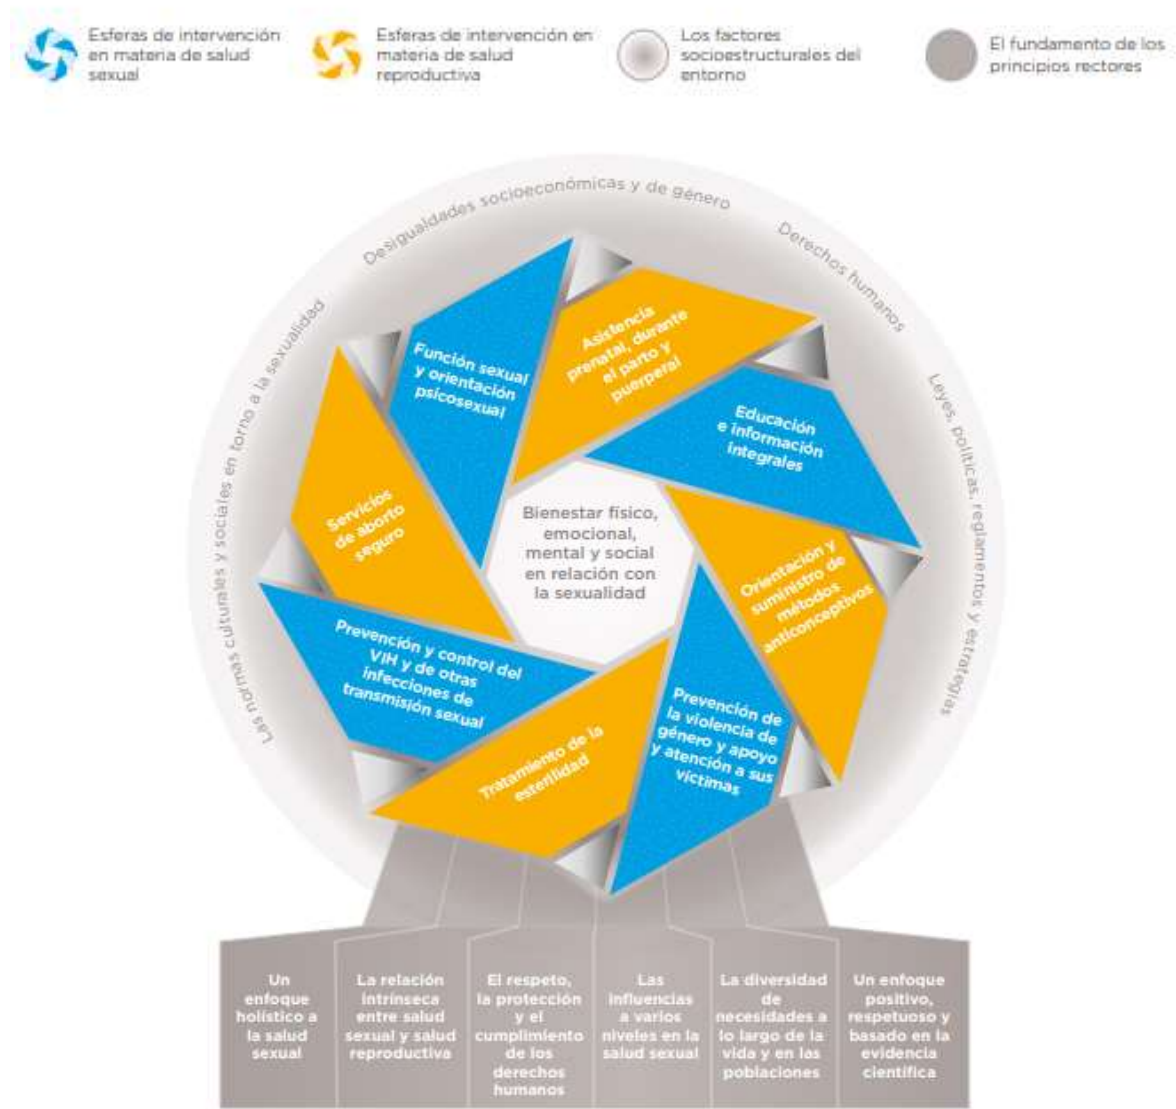 Esferas de intervención
en materia de salud
sexual
Esferas de intervención en
materia de salud
reproductiva
Los factores
socioestructurales del
entorno
El fundamento de los
principios rectores
Las normas culturales y sociales en torno a la sexualidad
Desigualdades socioeconómicas y de género
Derechos humanos
Leyes, políticas, reglamentos y estrategias
Función sexual
y orientación
psicosexual
Asistencia
prenatal, durante
el parto y
puerperal
Educación
e información
integrales
Servicios
de aborto
seguro
Bienestar físico,
emocional,
mental y social
en relación con
la sexualidad
Orientación y
suministro de
métodos
anticonceptivos
Prevención y control del
VIH y de otras
infecciones de
transmisión sexual
Tratamiento de la
esterilidad
Prevención de
la violencia de
género y apoyo
y atención a sus
víctimas
Un
enfoque
holístico a
la salud
sexual
La relación
intrínseca
entre salud
sexual y salud
reproductiva
El respeto,
la protección
y el
cumplimiento
de los
derechos
humanos
Las
influencias
a varios
niveles en la
salud sexual
La diversidad
de
necesidades a
lo largo de la
vida y en las
poblaciones
Un enfoque
positivo,
respetuoso y
basado en la
evidencia
científica